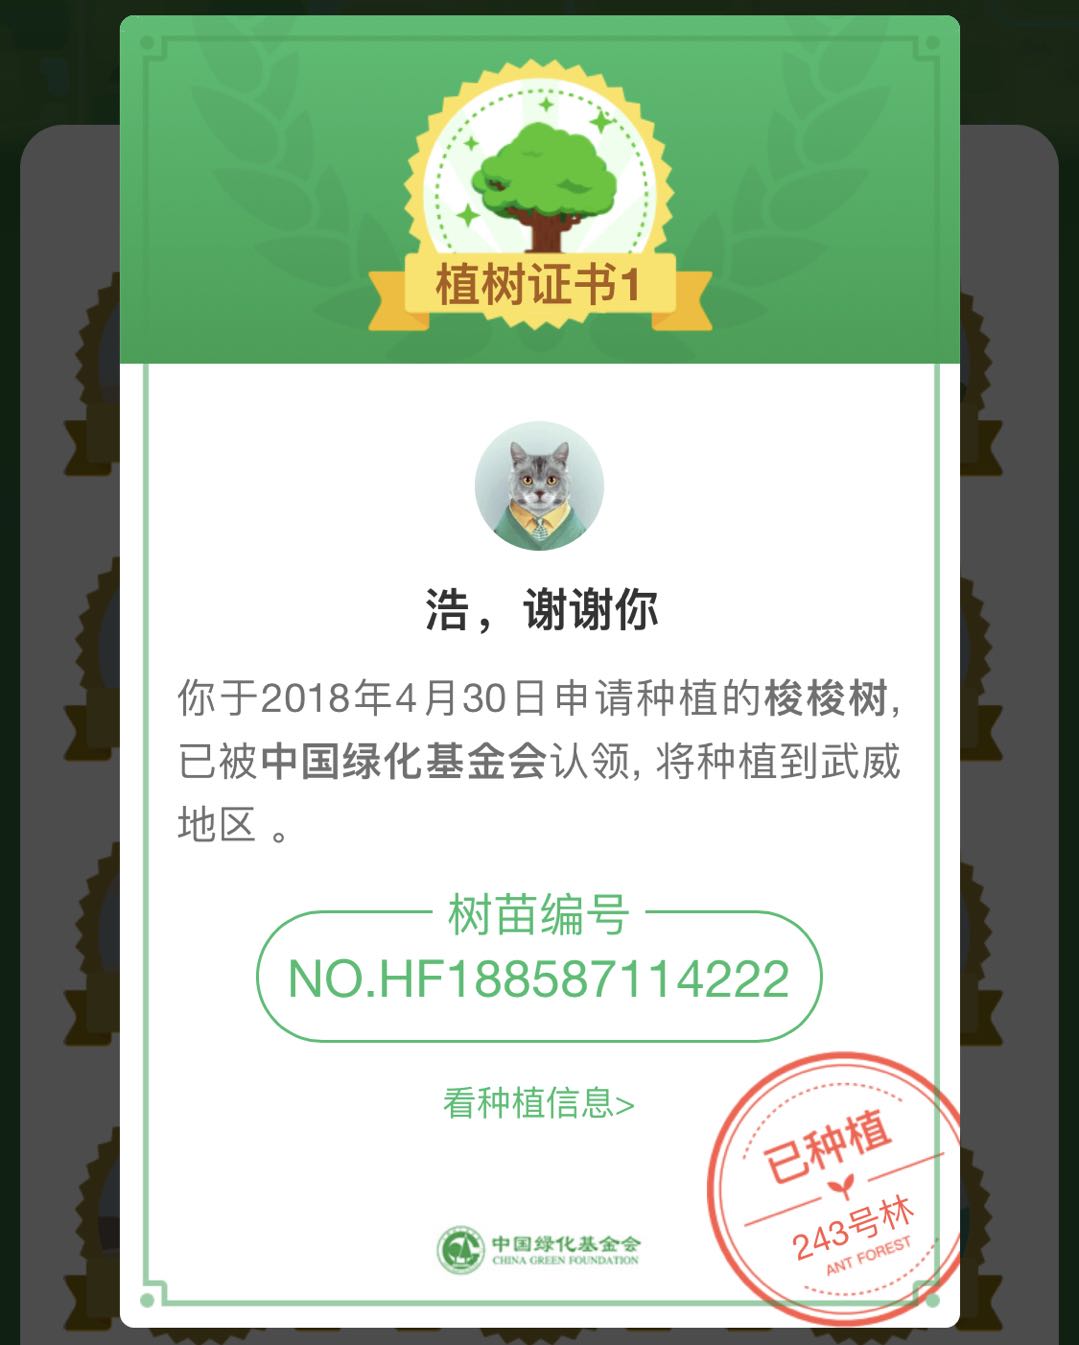 植树证书1
浩，谢谢你
你于2018年4月30日申请种植的梭梭树,
已被中国绿化基金会认领, 将种植到武威
地区 。
树苗编号
NO.HF188587114222
看种植信息>
已种植
243号林
ANT FOREST
中国绿化基金会
CHINA GREEN FOUNDATION